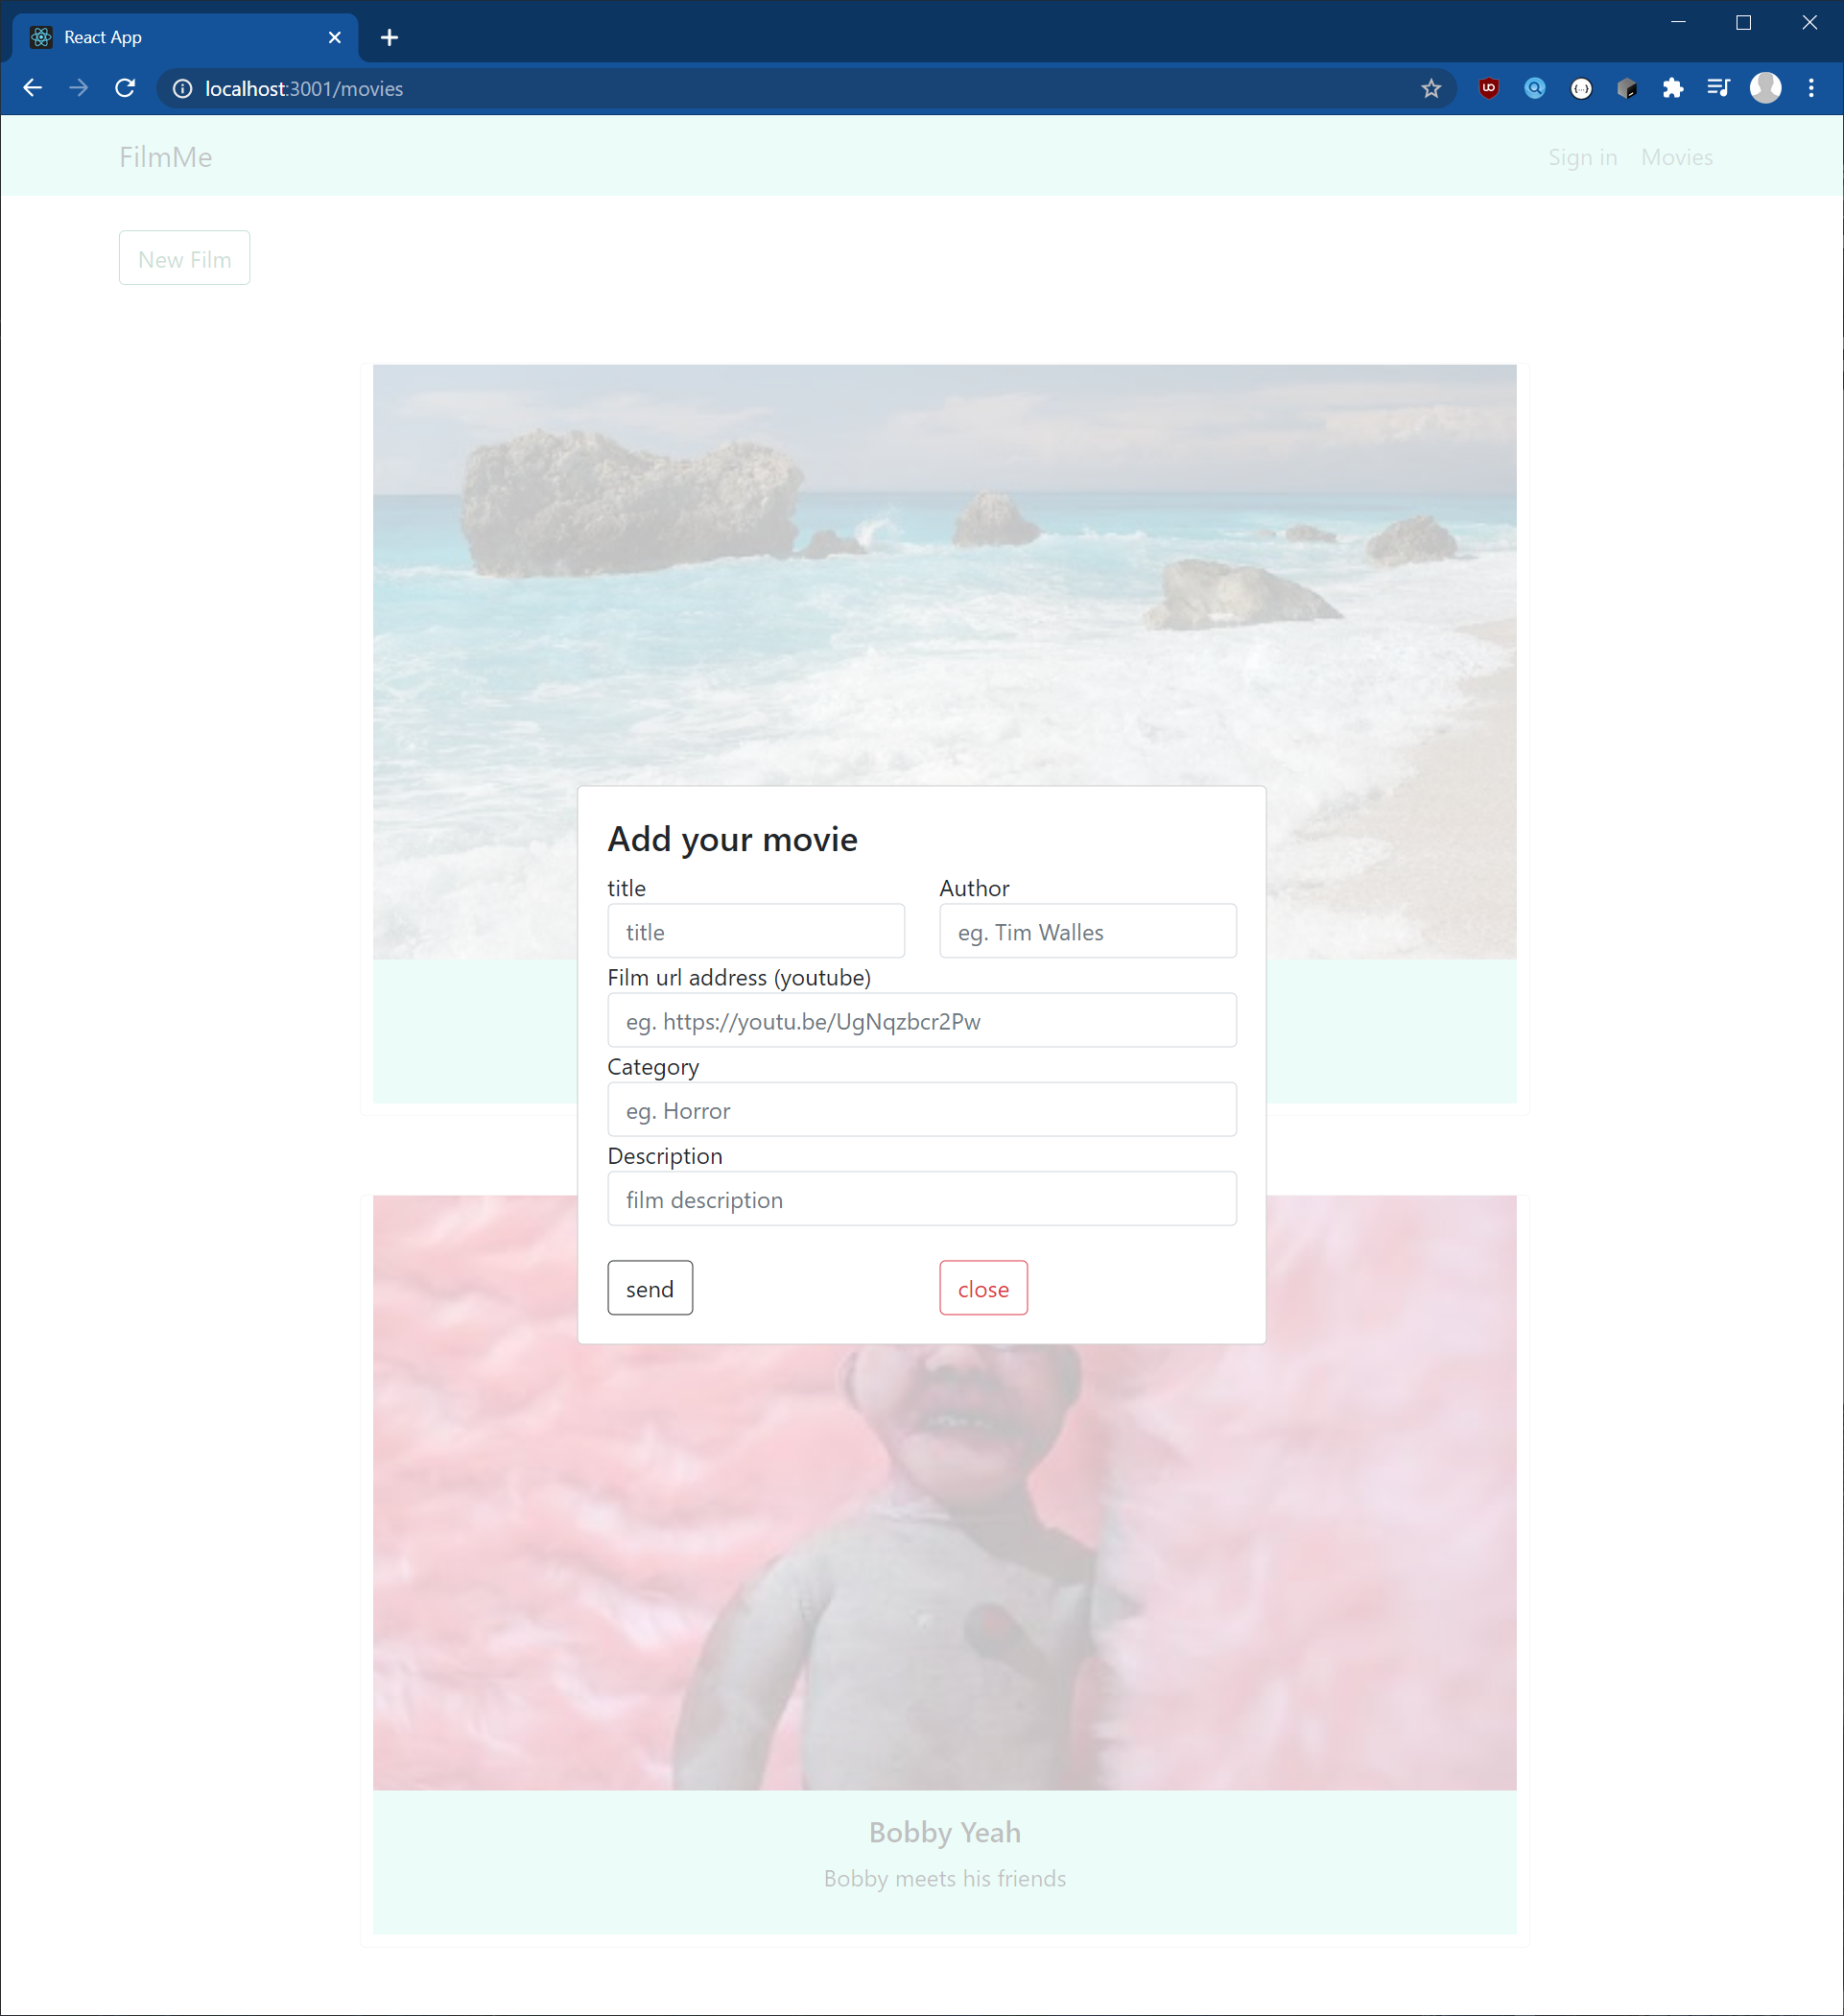 React App
localhost:3001/movies
FilmMe
Sign in Movies
New Film
Add your movie
title Author
title eg. Tim Walles
Film url address (youtube)
eg. https://youtu.be/UgNqzbcr2Pw
Category
eg. Horror
Description
film description
send close
Bobby Yeah
Bobby meets his friends